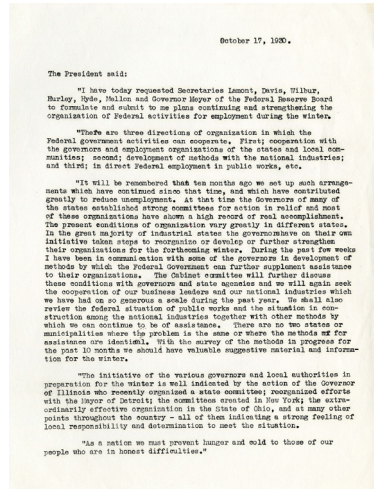 October 17, 1930.
The President said:
"I have today requested Secretaries Lamont, Davis, Wilbur,
Hurley, Hyde, Mellon and Governor Meyer of the Federal Reserve Board
to formulate and submit to me plans continuing and strengthening the
organization of Federal activities for employment during the winter.
"There are three directions of organization in which the
Federal government activities can cooperate. First; cooperation with
the governors and employment organizations of the states and local com-
munities; second; development of methods with the national industries;
and third; in direct Federal employment in public works, etc.
"It will be remembered that ten months ago we set up such arrange-
ments which have continued since that time, and which have contributed
greatly to reduce unemployment. At that time the Governors of many of
the states established strong committees for action in relief and most
of these organizations have shown a high record of real accomplishment.
The present conditions of organization vary greatly in different states.
In the great majority of industrial states the governors have on their own
initiative taken steps to reorganize or develop or further strengthen
their organizations for the forthcoming winter. During the past few weeks
I have been in communication with some of the governors in development of
methods by which the Federal Government can further supplement assistance
to their organizations. The Cabinet committee will further discuss
these conditions with governors and state agencies and we will again seek
the cooperation of our business leaders and our national industries which
we have had on so generous a scale during the past year. We shall also
review the federal situation of public works and the situation in con-
struction among the national industries together with other methods by
which we can continue to be of assistance. There are no two states or
municipalities where the problem is the same or where the methods of
assistance are identical. With the survey of the methods in progress for
the past 10 months we should have valuable suggestive material and informa-
tion for the winter.
"The initiative of the various governors and local authorities in
preparation for the winter is well indicated by the action of the Governor
of Illinois who recently organized a state committee; reorganized efforts
with the Mayor of Detroit; the committees created in New York; the extra-
ordinarily effective organization in the State of Ohio, and at many other
points throughout the country - all of them indicating a strong feeling of
local responsibility and determination to meet the situation.
"As a nation we must prevent hunger and cold to those of our
people who are in honest difficulties."